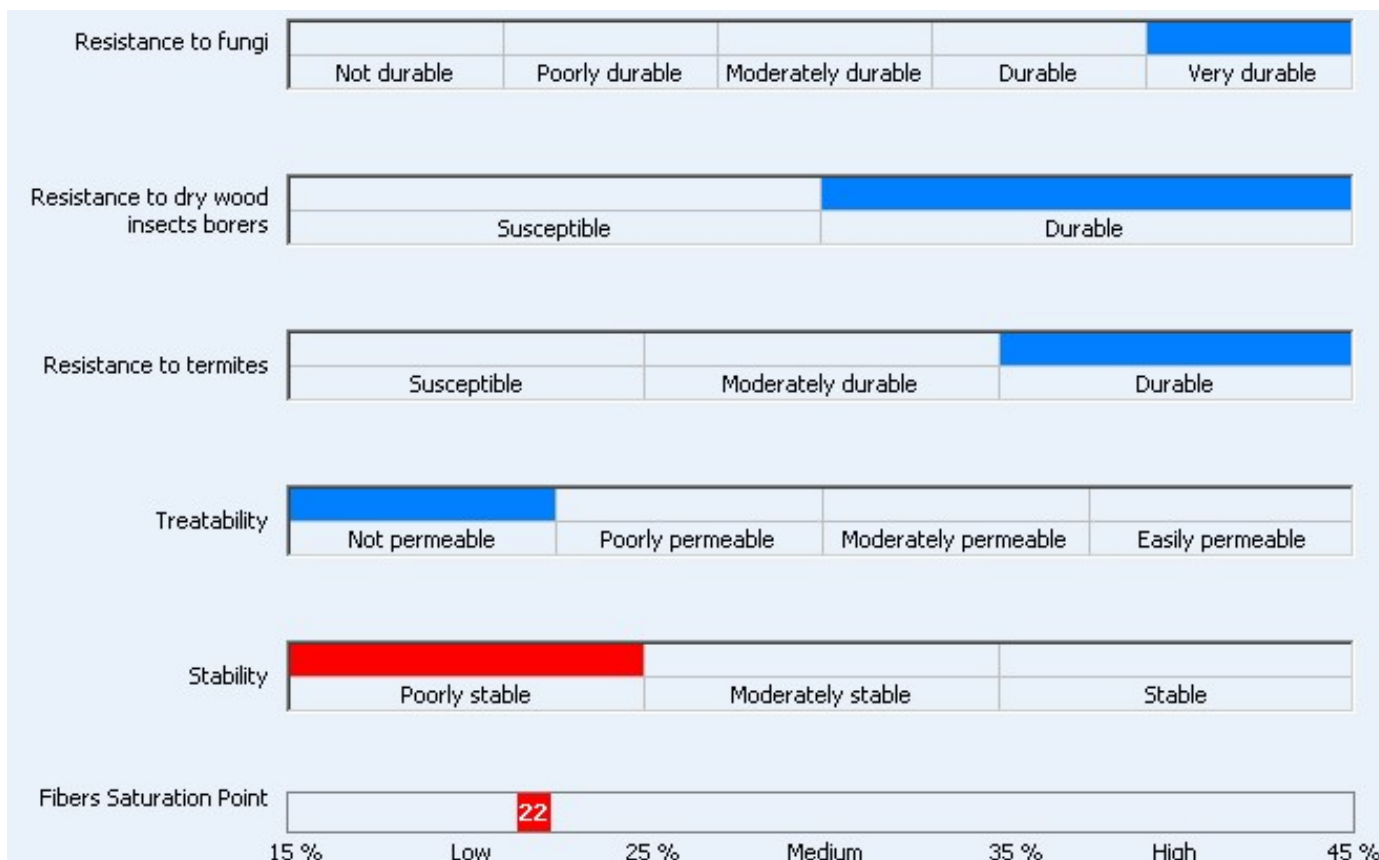 Resistance to fungi
Not durable Poorly durable Moderately durable Durable Very durable
Resistance to dry wood
insects borers
Susceptible Durable
Resistance to termites
Susceptible Moderately durable Durable
Treatability
Not permeable Poorly permeable Moderately permeable Easily permeable
Stability
Poorly stable Moderately stable Stable
Fibers Saturation Point
22
15 % Low 25 % Medium 35 % High 45 %